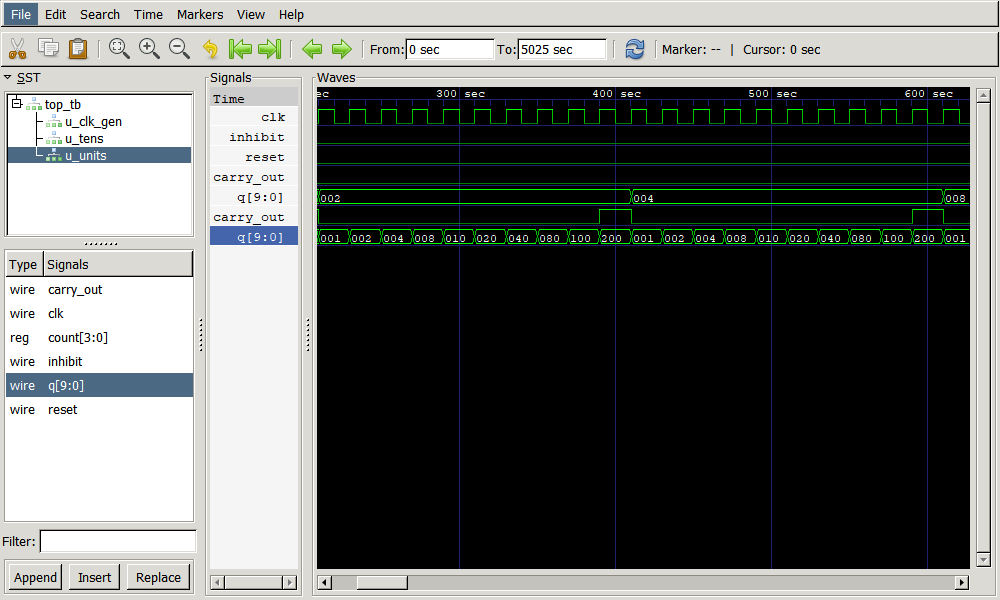 File Edit Search Time Markers View Help
From: 0 sec To: 5025 sec Marker: -- | Cursor: 0 sec
SST
top_tb
u_clk_gen
u_tens
u_units
Type Signals
wire carry_out
wire clk
reg count[3:0]
wire inhibit
wire q[9:0]
wire reset
Filter:
Append Insert Replace
Signals
Time
clk
inhibit
reset
carry_out
q[9:0]
carry_out
q[9:0]
Waves
ec 300 sec 400 sec 500 sec 600 sec
002 004 008
001 002 004 008 010 020 040 080 100 200 001 002 004 008 010 020 040 080 100 200 001